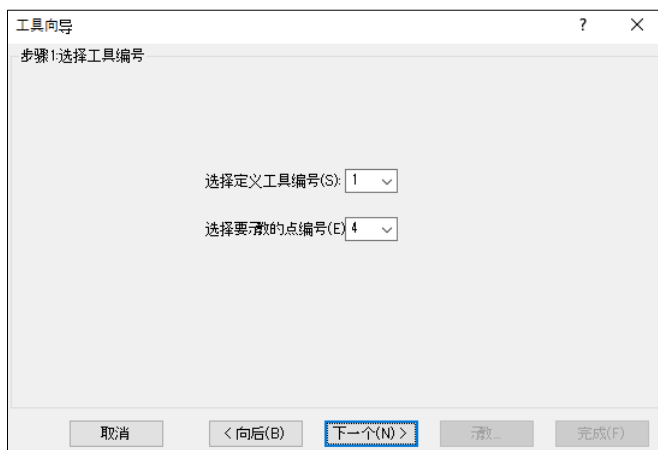 工具向导
步骤1:选择工具编号
选择定义工具编号(S): 1
选择要示教的点编号(E) 4
取消
< 向后(B)
下一个(N) >
示教...
完成(F)